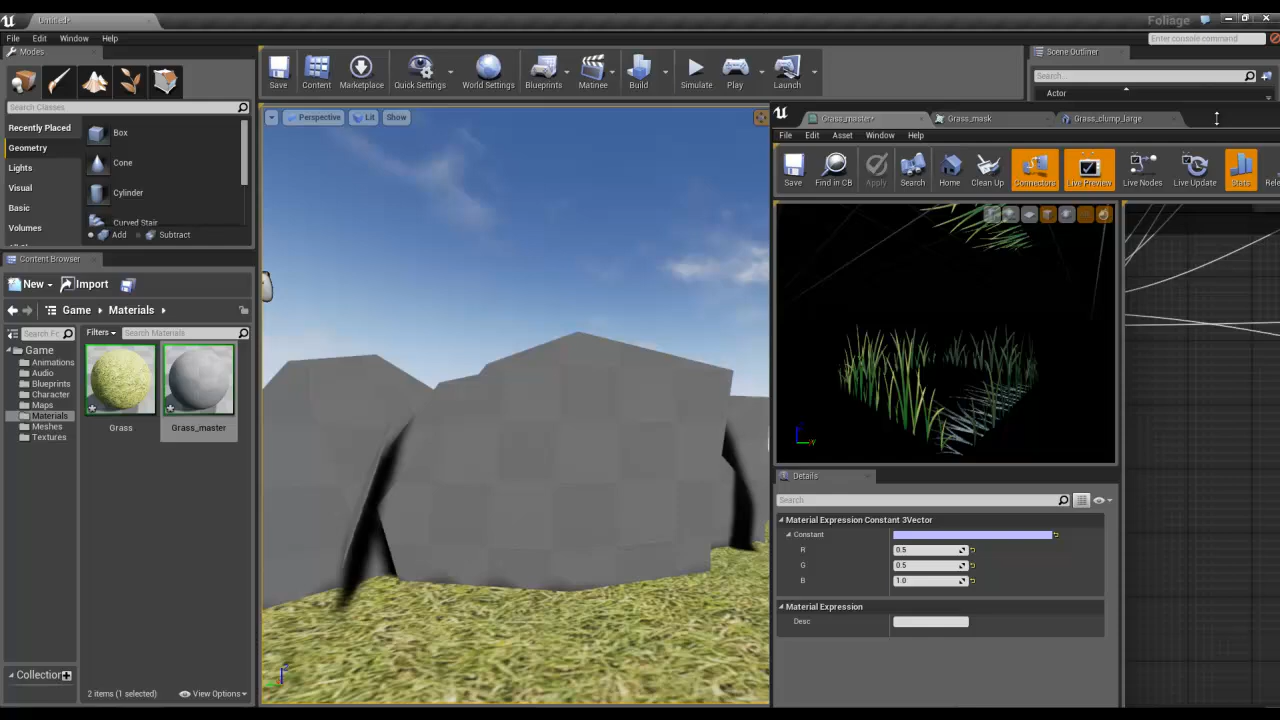 Untitled*
Foliage
File Edit Window Help
Enter console command
Modes
Search Classes
Recently Placed
Geometry
Lights
Visual
Basic
Volumes
Box
Cone
Cylinder
Curved Stair
Add Subtract
Save Content Marketplace Quick Settings World Settings Blueprints Matinee Build Simulate Play Launch
Scene Outliner
Search...
Actor
Perspective Lit Show
Content Browser
New Import
Game Materials
Search Fr
Filters Search Materials
Game
Animations
Audio
Blueprints
Character
Maps
Materials
Meshes
Textures
Grass Grass_master
Collection
2 items (1 selected) View Options
Grass_master* Grass_mask Grass_clump_large
File Edit Asset Window Help
Save Find in CB Apply Search Home Clean Up Connectors Live Preview Live Nodes Live Update Stats Rele
Y
Details
Search
Material Expression Constant 3Vector
Constant
R 0.5
G 0.5
B 1.0
Material Expression
Desc